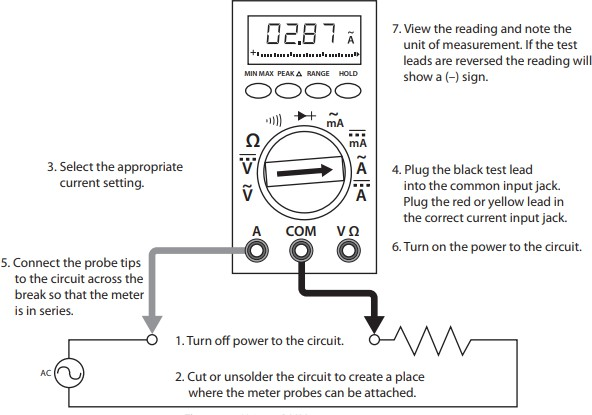 02.87 Ã
MIN MAX PEAK Δ RANGE HOLD
mA
mA
Ω
V
Ṽ
Ã
A
A COM V Ω
7. View the reading and note the
unit of measurement. If the test
leads are reversed the reading will
show a (–) sign.
3. Select the appropriate
current setting.
4. Plug the black test lead
into the common input jack.
Plug the red or yellow lead in
the correct current input jack.
6. Turn on the power to the circuit.
5. Connect the probe tips
to the circuit across the
break so that the meter
is in series.
1. Turn off power to the circuit.
2. Cut or unsolder the circuit to create a place
where the meter probes can be attached.
AC